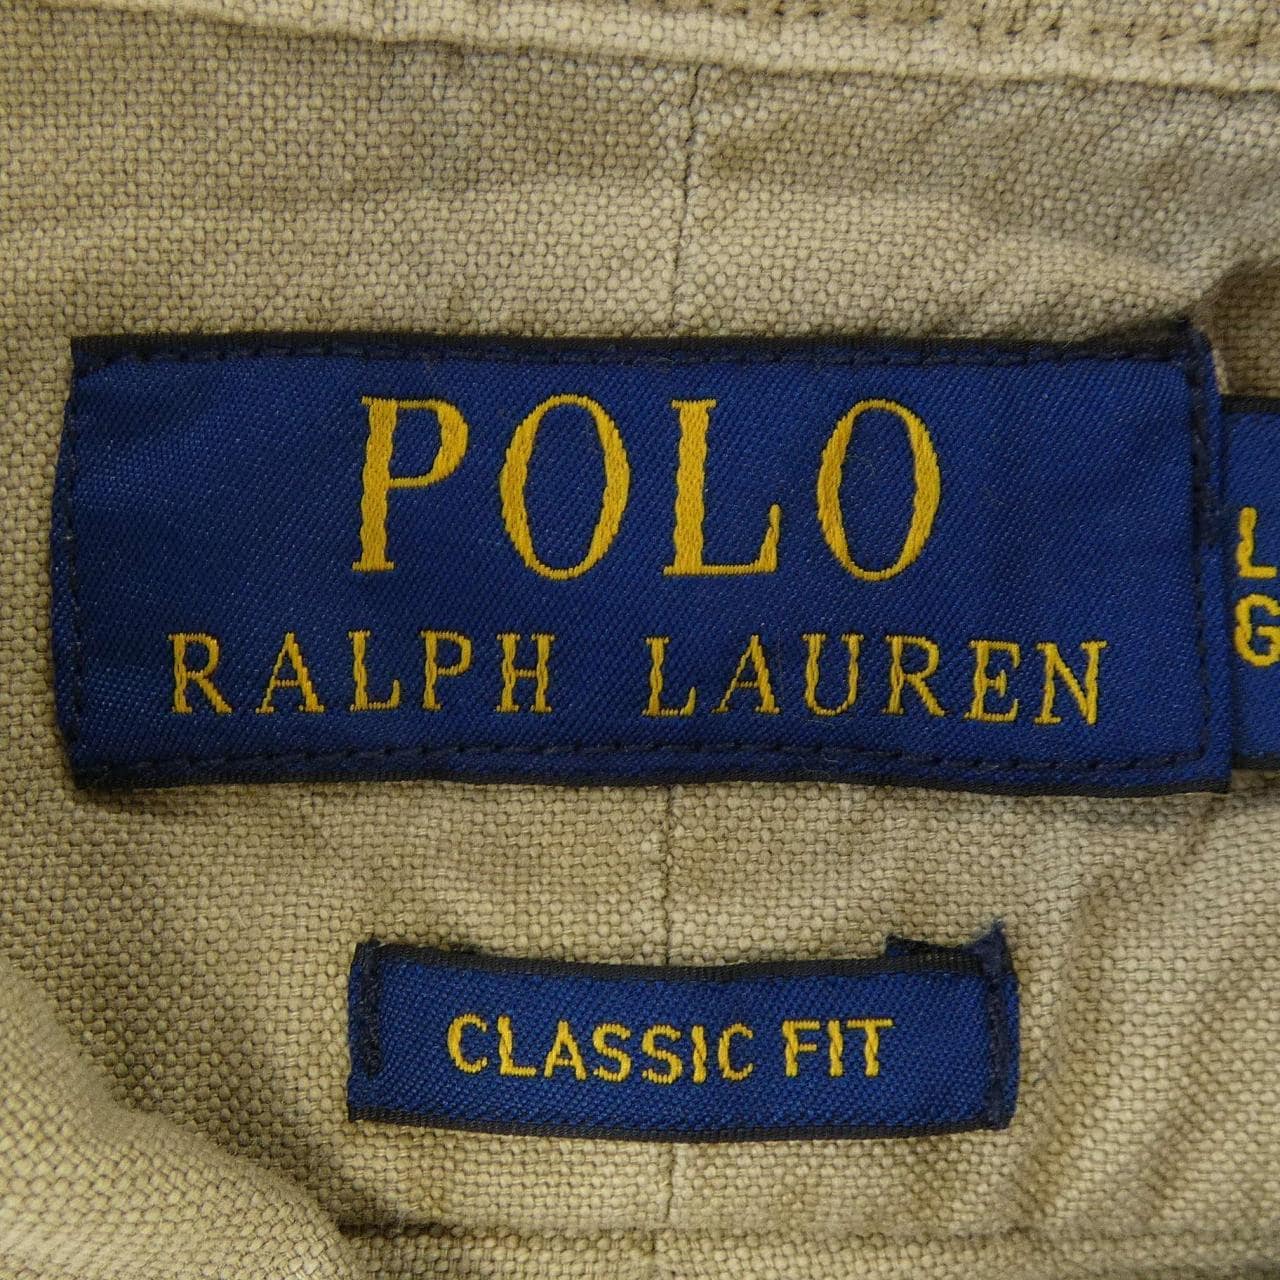 POLO
RALPH LAUREN
L
G
CLASSIC FIT